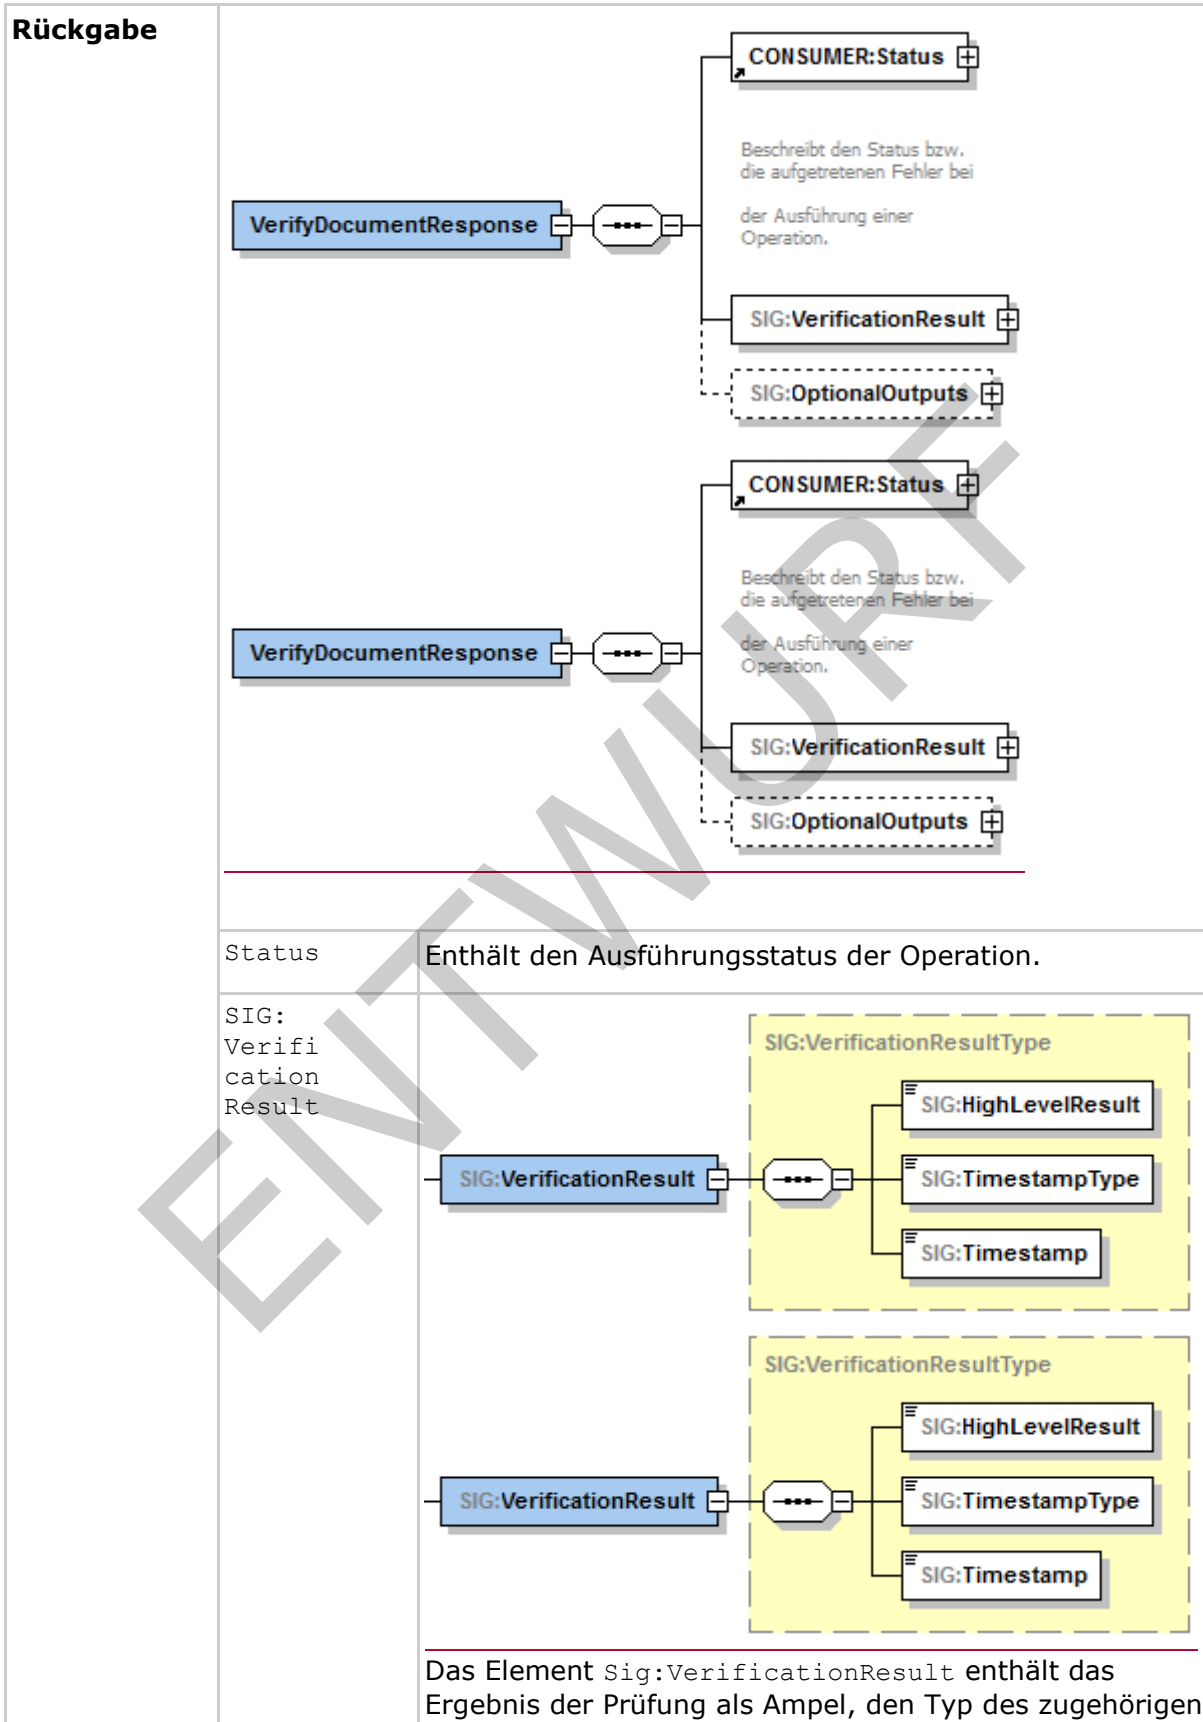 Rückgabe
CONSUMER:Status
Beschreibt den Status bzw.
die aufgetretenen Fehler bei
der Ausführung einer
Operation.
VerifyDocumentResponse
SIG:VerificationResult
SIG:OptionalOutputs
CONSUMER:Status
Beschreibt den Status bzw.
die aufgetretenen Fehler bei
der Ausführung einer
Operation.
VerifyDocumentResponse
SIG:VerificationResult
SIG:OptionalOutputs
Status
Enthält den Ausführungsstatus der Operation.
SIG:
Verifi
cation
Result
SIG:VerificationResultType
SIG:HighLevelResult
SIG:VerificationResult
SIG:TimestampType
SIG:Timestamp
SIG:VerificationResultType
SIG:HighLevelResult
SIG:VerificationResult
SIG:TimestampType
SIG:Timestamp
Das Element Sig:VerificationResult enthält das
Ergebnis der Prüfung als Ampel, den Typ des zugehörigen
ENTWURF